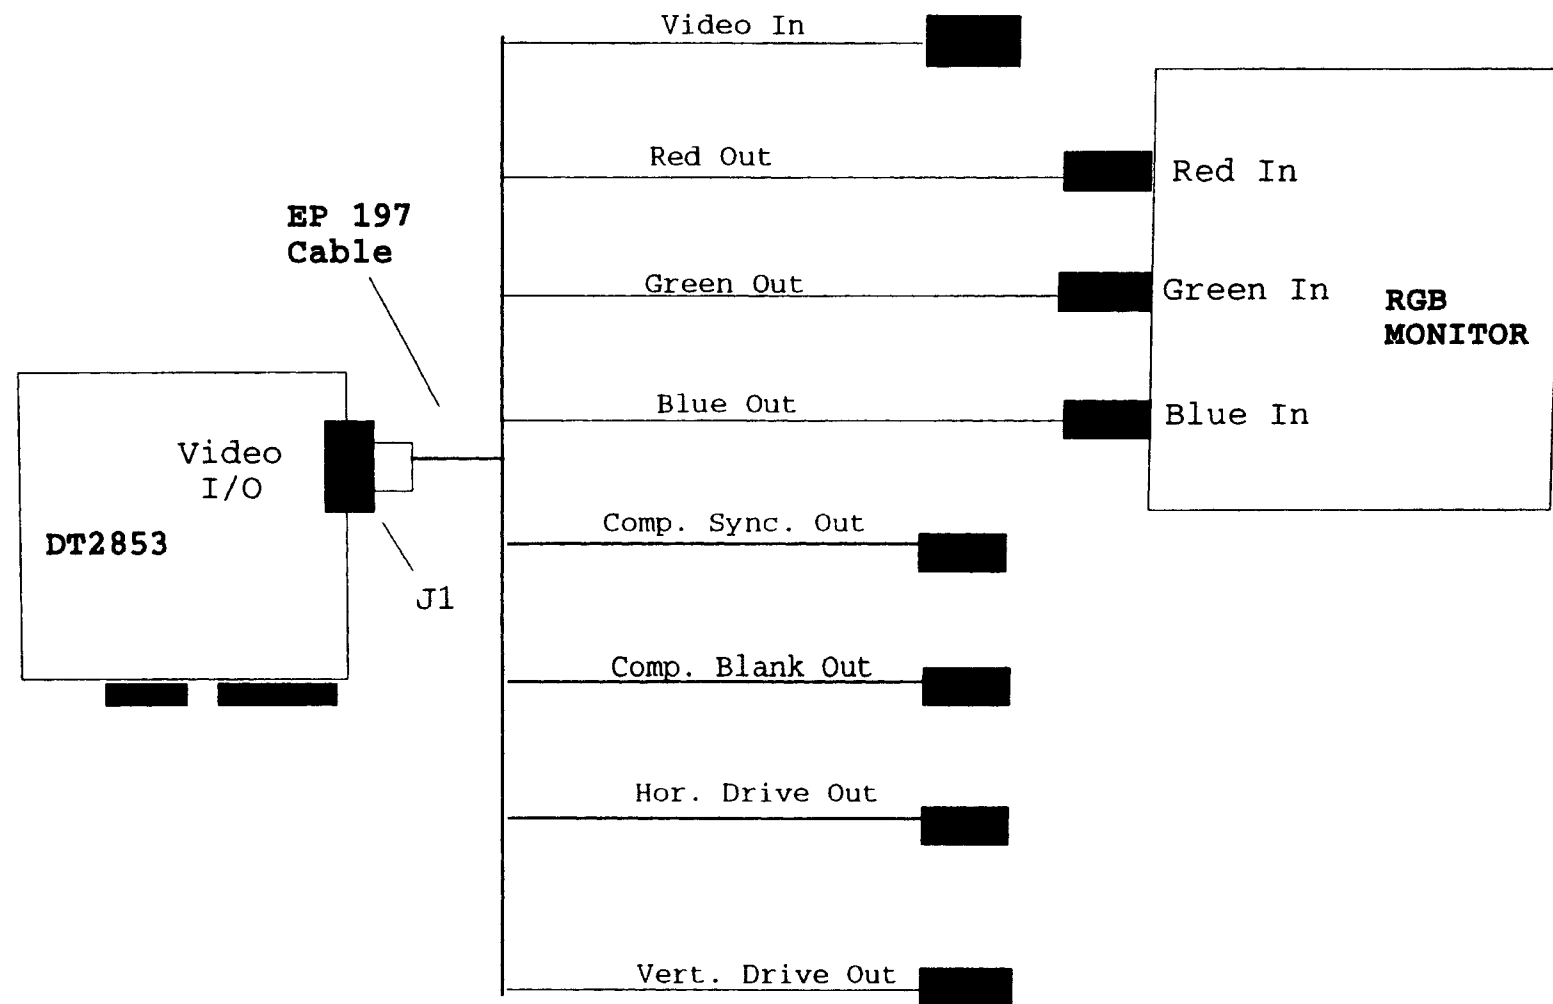 Video In
Red Out
Red In
EP 197
Cable
Green Out
Green In
RGB
MONITOR
Blue Out
Blue In
Video
I/O
DT2853
J1
Comp. Sync. Out
Comp. Blank Out
Hor. Drive Out
Vert. Drive Out